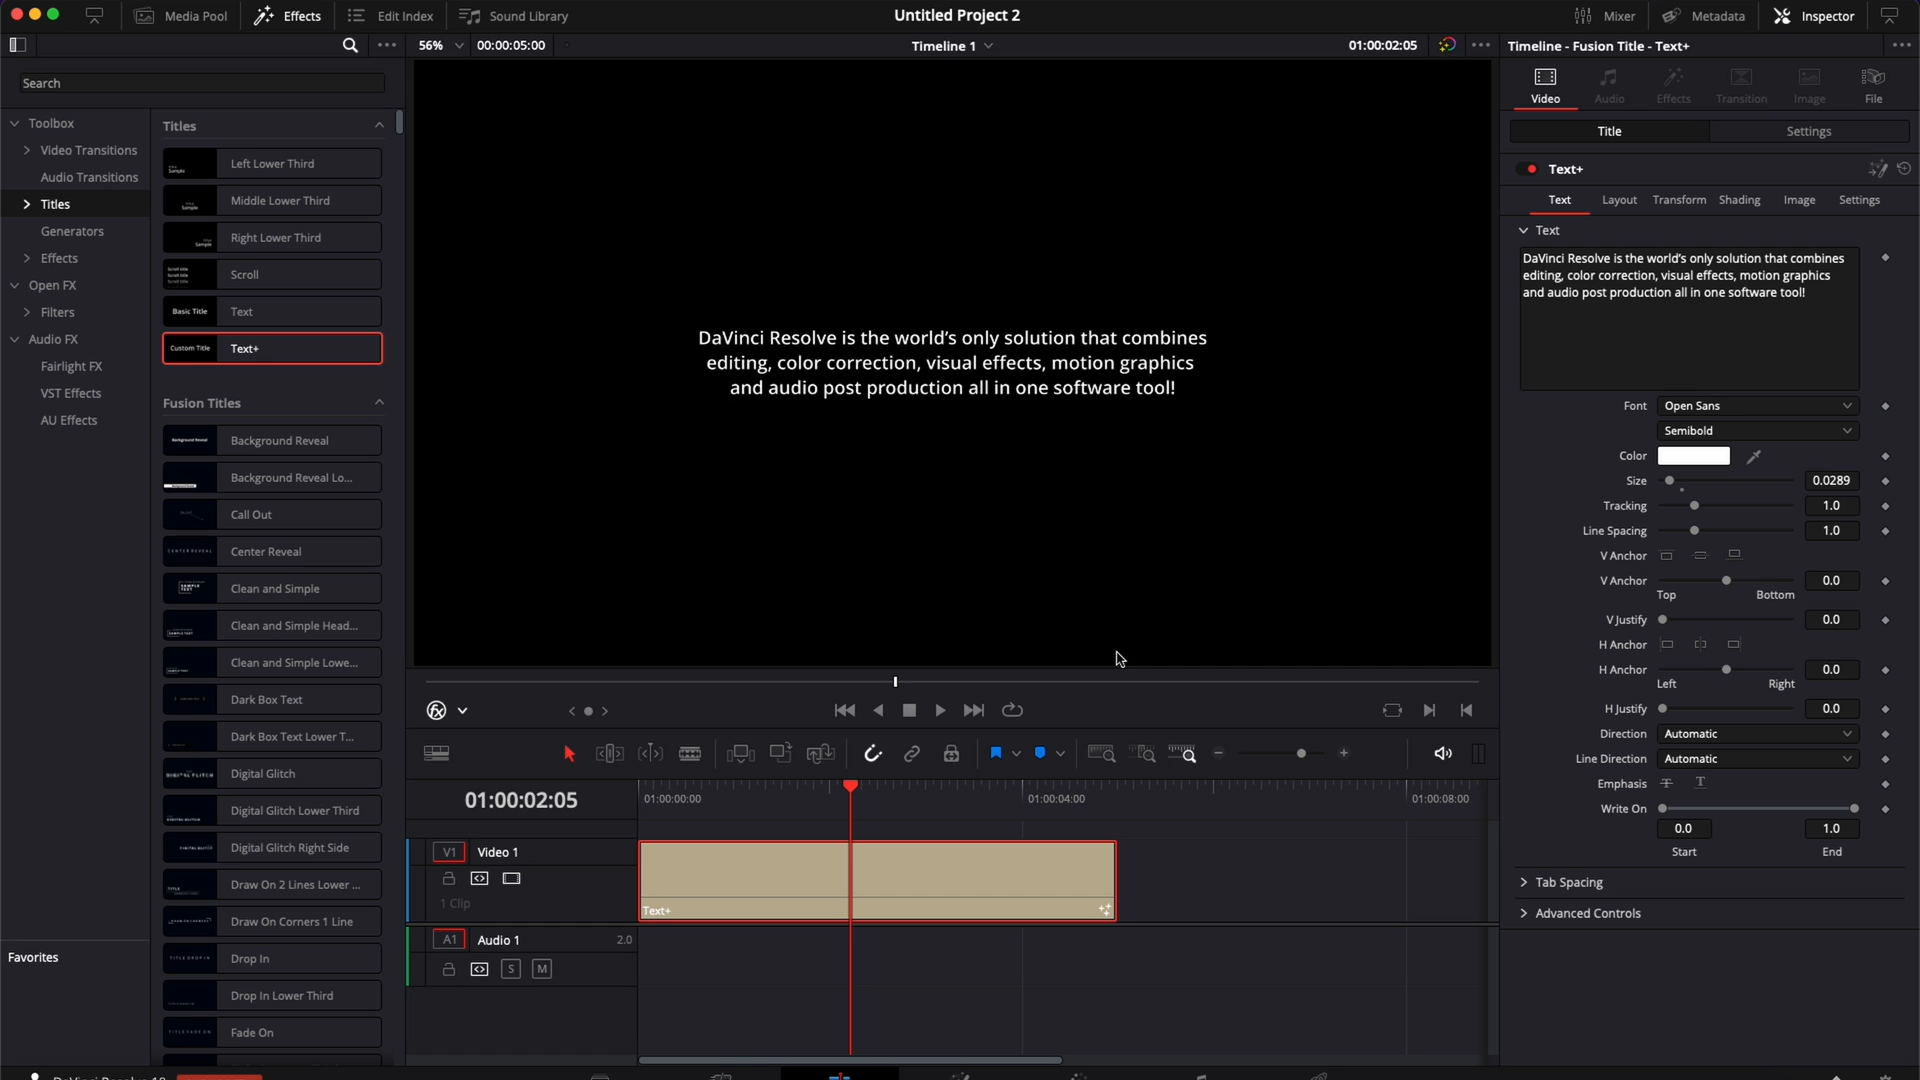 Media Pool
Effects
Edit Index
Sound Library
Untitled Project 2
Mixer
Metadata
Inspector
56%
00:00:05:00
Timeline 1
01:00:02:05
Timeline - Fusion Title - Text+
Search
Toolbox
Video Transitions
Audio Transitions
Titles
Generators
Effects
Open FX
Filters
Audio FX
Fairlight FX
VST Effects
AU Effects
Favorites
Titles
Left Lower Third
Middle Lower Third
Right Lower Third
Scroll
Basic Title
Text
Custom Title
Text+
Fusion Titles
Background Reveal
Background Reveal Lo...
Call Out
Center Reveal
Clean and Simple
Clean and Simple Head...
Clean and Simple Lowe...
Dark Box Text
Dark Box Text Lower T...
Digital Glitch
Digital Glitch Lower Third
Digital Glitch Right Side
Draw On 2 Lines Lower ...
Draw On Corners 1 Line
Drop In
Drop In Lower Third
Fade On
DaVinci Resolve is the world’s only solution that combines
editing, color correction, visual effects, motion graphics
and audio post production all in one software tool!
01:00:02:05
01:00:00:00
01:00:04:00
01:00:08:00
V1
Video 1
1 Clip
Text+
A1
Audio 1
2.0
S
M
Video
Audio
Effects
Transition
Image
File
Title
Settings
Text+
Text
Layout
Transform
Shading
Image
Settings
Text
DaVinci Resolve is the world’s only solution that combines
editing, color correction, visual effects, motion graphics
and audio post production all in one software tool!
Font
Open Sans
Semibold
Color
Size
0.0289
Tracking
1.0
Line Spacing
1.0
V Anchor
V Anchor
0.0
Top
Bottom
V Justify
0.0
H Anchor
H Anchor
0.0
Left
Right
H Justify
0.0
Direction
Automatic
Line Direction
Automatic
Emphasis
Write On
0.0
1.0
Start
End
Tab Spacing
Advanced Controls